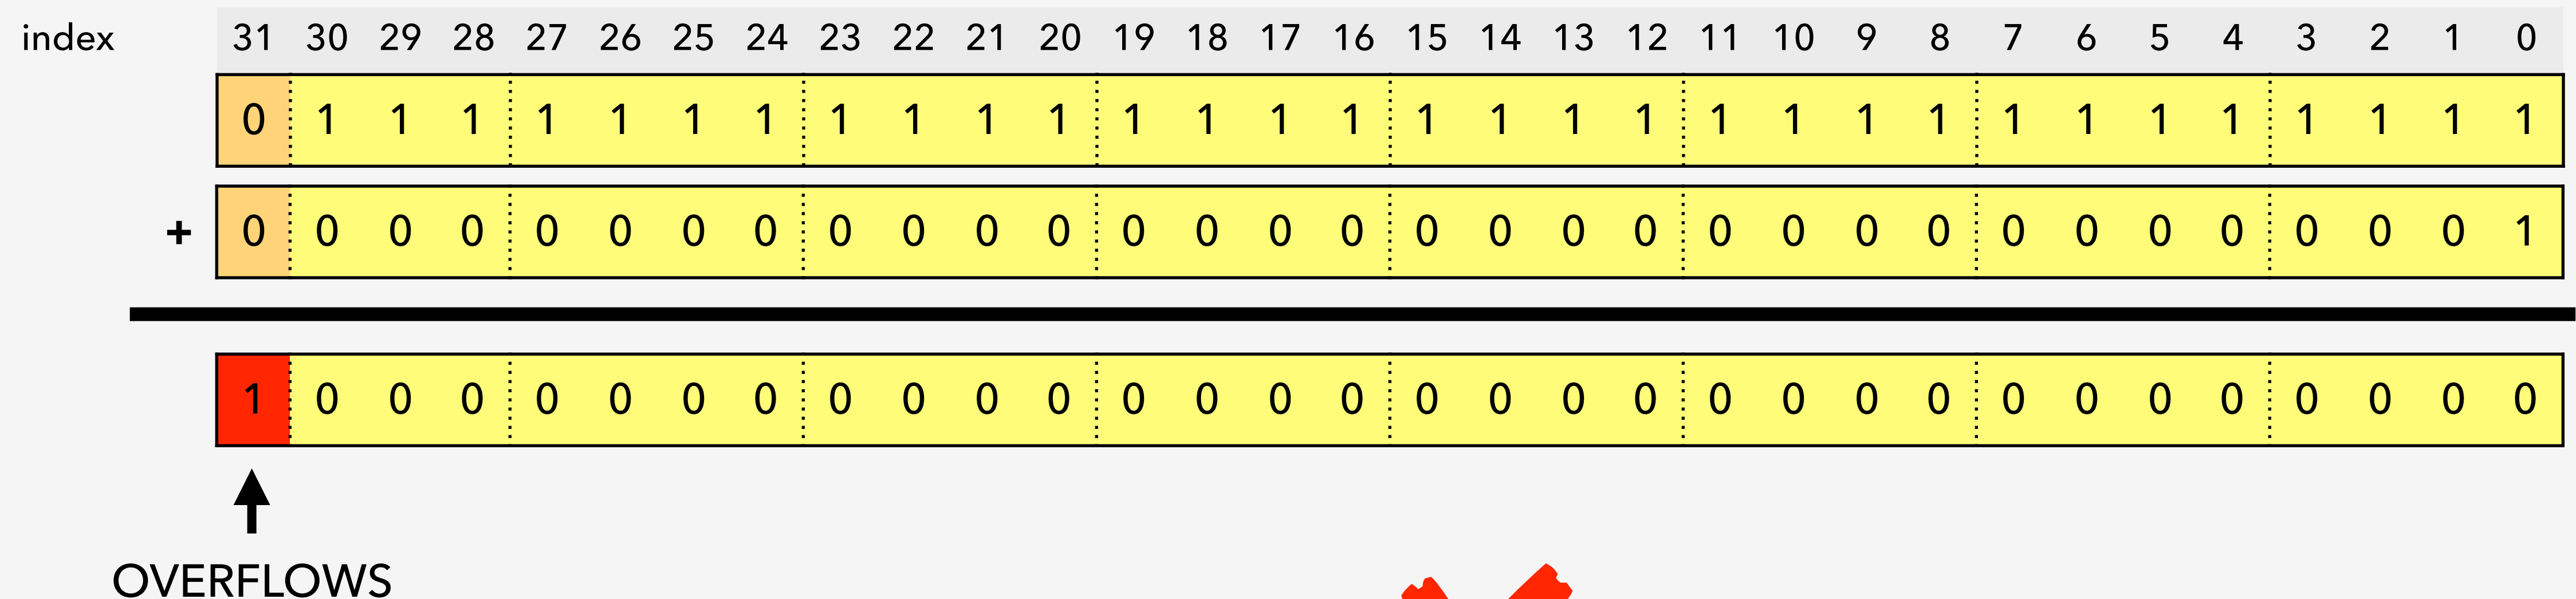 index 31 30 29 28 27 26 25 24 23 22 21 20 19 18 17 16 15 14 13 12 11 10 9 8 7 6 5 4 3 2 1 0
0 1 1 1 1 1 1 1 1 1 1 1 1 1 1 1 1 1 1 1 1 1 1 1 1 1 1 1 1 1 1 1
+ 0 0 0 0 0 0 0 0 0 0 0 0 0 0 0 0 0 0 0 0 0 0 0 0 0 0 0 0 0 0 0 1
1 0 0 0 0 0 0 0 0 0 0 0 0 0 0 0 0 0 0 0 0 0 0 0 0 0 0 0 0 0 0 0
OVERFLOWS